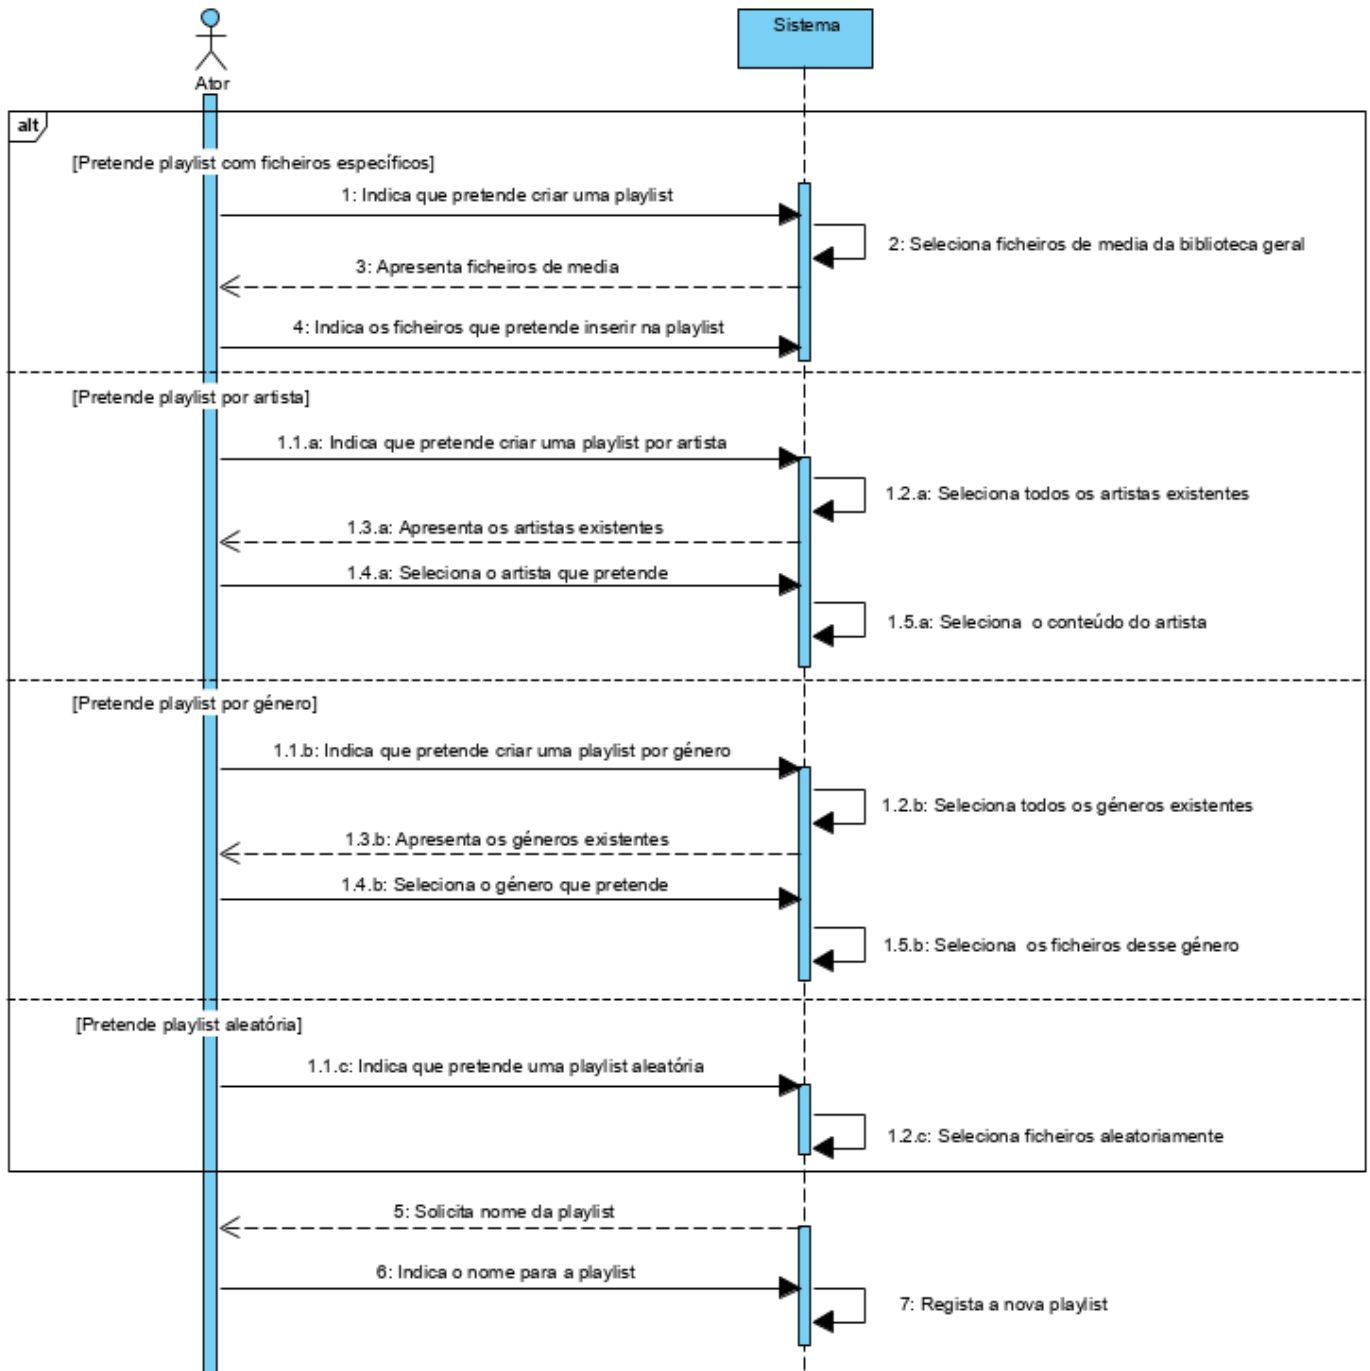 Sistema
Ator
alt
[Pretende playlist com ficheiros específicos]
1: Indica que pretende criar uma playlist
2: Seleciona ficheiros de media da biblioteca geral
3: Apresenta ficheiros de media
4: Indica os ficheiros que pretende inserir na playlist
[Pretende playlist por artista]
1.1.a: Indica que pretende criar uma playlist por artista
1.2.a: Seleciona todos os artistas existentes
1.3.a: Apresenta os artistas existentes
1.4.a: Seleciona o artista que pretende
1.5.a: Seleciona o conteúdo do artista
[Pretende playlist por género]
1.1.b: Indica que pretende criar uma playlist por género
1.2.b: Seleciona todos os géneros existentes
1.3.b: Apresenta os géneros existentes
1.4.b: Seleciona o género que pretende
1.5.b: Seleciona os ficheiros desse género
[Pretende playlist aleatória]
1.1.c: Indica que pretende uma playlist aleatória
1.2.c: Seleciona ficheiros aleatoriamente
5: Solicita nome da playlist
6: Indica o nome para a playlist
7: Regista a nova playlist